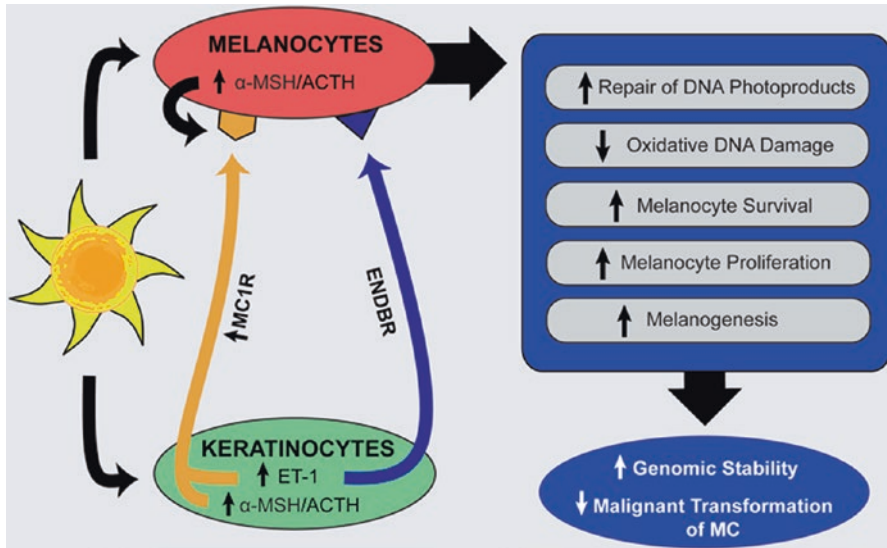 MELANOCYTES
↑ α-MSH/ACTH
↑MC1R
ENDBR
KERATINOCYTES
↑ ET-1
↑ α-MSH/ACTH
↑ Repair of DNA Photoproducts
↓ Oxidative DNA Damage
↑ Melanocyte Survival
↑ Melanocyte Proliferation
↑ Melanogenesis
↑ Genomic Stability
↓ Malignant Transformation
of MC